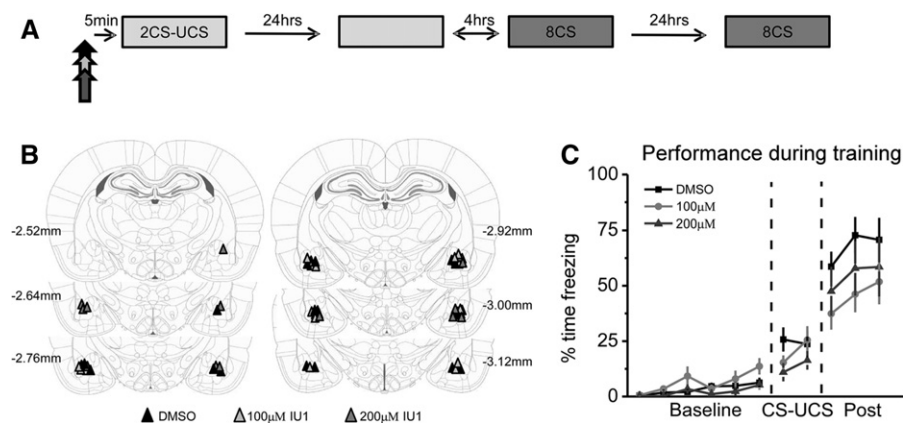 A
5min
2CS-UCS
24hrs
4hrs
8CS
24hrs
8CS
B
-2.52mm
-2.64mm
-2.76mm
-2.92mm
-3.00mm
-3.12mm
DMSO
100μM IU1
200μM IU1
C
Performance during training
% time freezing
100
75
50
25
0
DMSO
100μM
200μM
Baseline
CS-UCS
Post